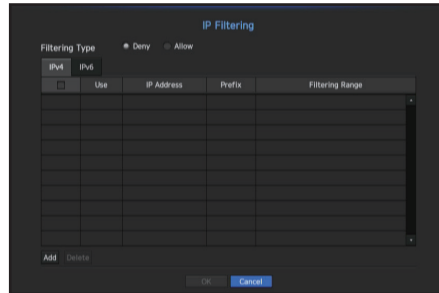 IP Filtering
Filtering Type Deny Allow
IPv4 IPv6
Use IP Address Prefix Filtering Range
Add Delete
OK Cancel